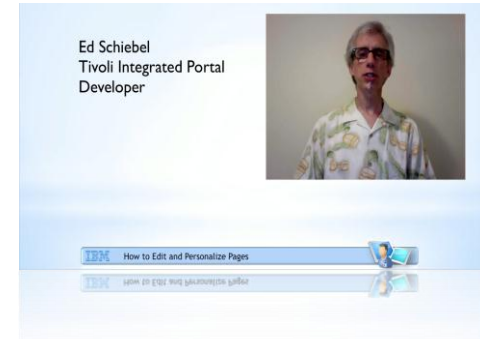 Ed Schiebel
Tivoli Integrated Portal
Developer
IBM How to Edit and Personalize Pages